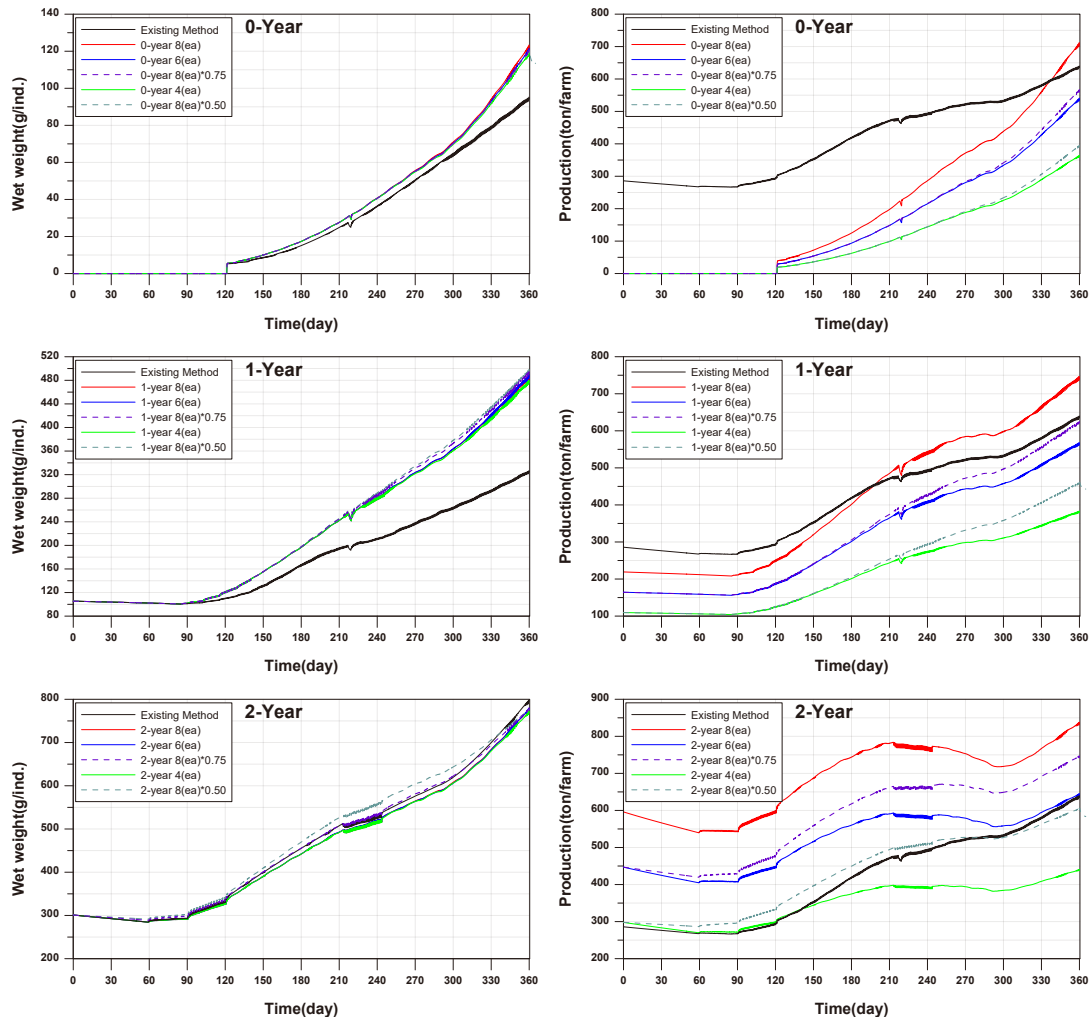 0-Year
Existing Method
0-year 8(ea)
0-year 6(ea)
0-year 8(ea)*0.75
0-year 4(ea)
0-year 8(ea)*0.50
Wet weight(g/ind.)
140
120
100
80
60
40
20
0
0 30 60 90 120 150 180 210 240 270 300 330 360
Time(day)
0-Year
Existing Method
0-year 8(ea)
0-year 6(ea)
0-year 8(ea)*0.75
0-year 4(ea)
0-year 8(ea)*0.50
Production(ton/farm)
800
700
600
500
400
300
200
100
0
0 30 60 90 120 150 180 210 240 270 300 330 360
Time(day)
1-Year
Existing Method
1-year 8(ea)
1-year 6(ea)
1-year 8(ea)*0.75
1-year 4(ea)
1-year 8(ea)*0.50
Wet weight(g/ind.)
520
480
440
400
360
320
280
240
200
160
120
80
0 30 60 90 120 150 180 210 240 270 300 330 360
Time(day)
1-Year
Existing Method
1-year 8(ea)
1-year 6(ea)
1-year 8(ea)*0.75
1-year 4(ea)
1-year 8(ea)*0.50
Production(ton/farm)
800
700
600
500
400
300
200
100
0 30 60 90 120 150 180 210 240 270 300 330 360
Time(day)
2-Year
Existing Method
2-year 8(ea)
2-year 6(ea)
2-year 8(ea)*0.75
2-year 4(ea)
2-year 8(ea)*0.50
Wet weight(g/ind.)
800
700
600
500
400
300
200
0 30 60 90 120 150 180 210 240 270 300 330 360
Time(day)
2-Year
Existing Method
2-year 8(ea)
2-year 6(ea)
2-year 8(ea)*0.75
2-year 4(ea)
2-year 8(ea)*0.50
Production(ton/farm)
900
800
700
600
500
400
300
200
0 30 60 90 120 150 180 210 240 270 300 330 360
Time(day)